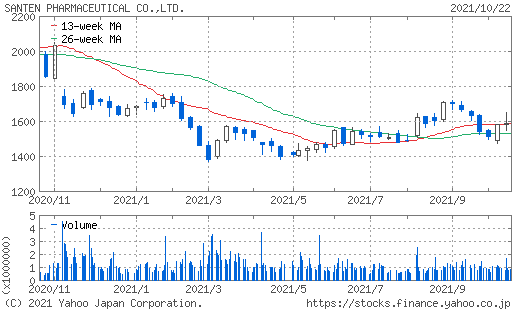 SANTEN PHARMACEUTICAL CO.,LTD. 2021/10/22
2200
13-week MA
26-week MA
2000
1800
1600
1400
1200
2020/11 2021/1 2021/3 2021/5 2021/7 2021/9
5
Volume
4
3
2
1
0
(x1000000)
2020/11 2021/1 2021/3 2021/5 2021/7 2021/9
(C) 2021 Yahoo Japan Corporation. https://stocks.finance.yahoo.co.jp/